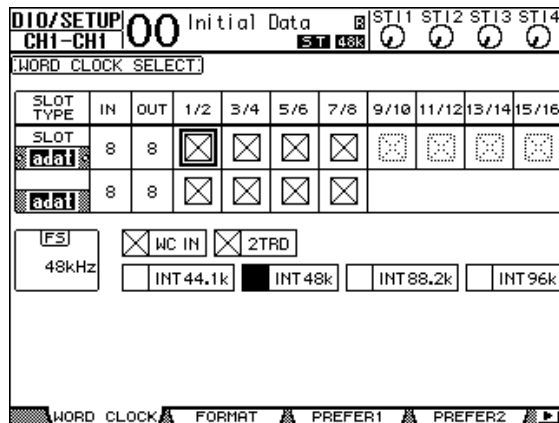 DIO/SETUP 00 Initial Data R STI1 STI2 STI3 STI4
CH1-CH1 ST 48k
WORD CLOCK SELECT
SLOT TYPE IN OUT 1/2 3/4 5/6 7/8 9/10 11/12 13/14 15/16
SLOT adat 8 8
adat 8 8
FS WC IN 2TRD
48kHz INT44.1k INT48k INT88.2k INT96k
WORD CLOCK FORMAT PREFER1 PREFER2